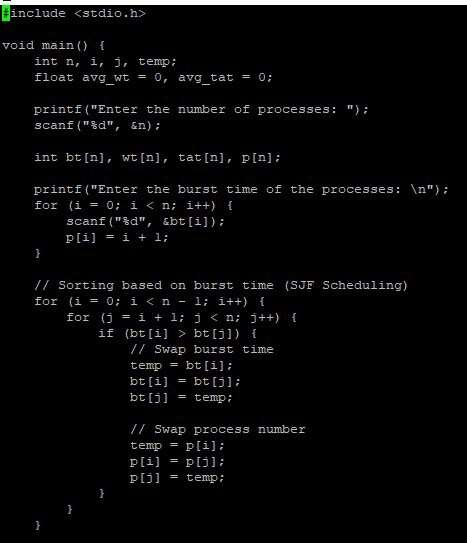 #include <stdio.h>

void main() {
    int n, i, j, temp;
    float avg_wt = 0, avg_tat = 0;

    printf("Enter the number of processes: ");
    scanf("%d", &n);

    int bt[n], wt[n], tat[n], p[n];

    printf("Enter the burst time of the processes: \n");
    for (i = 0; i < n; i++) {
        scanf("%d", &bt[i]);
        p[i] = i + 1;
    }

    // Sorting based on burst time (SJF Scheduling)
    for (i = 0; i < n - 1; i++) {
        for (j = i + 1; j < n; j++) {
            if (bt[i] > bt[j]) {
                // Swap burst time
                temp = bt[i];
                bt[i] = bt[j];
                bt[j] = temp;

                // Swap process number
                temp = p[i];
                p[i] = p[j];
                p[j] = temp;
            }
        }
    }